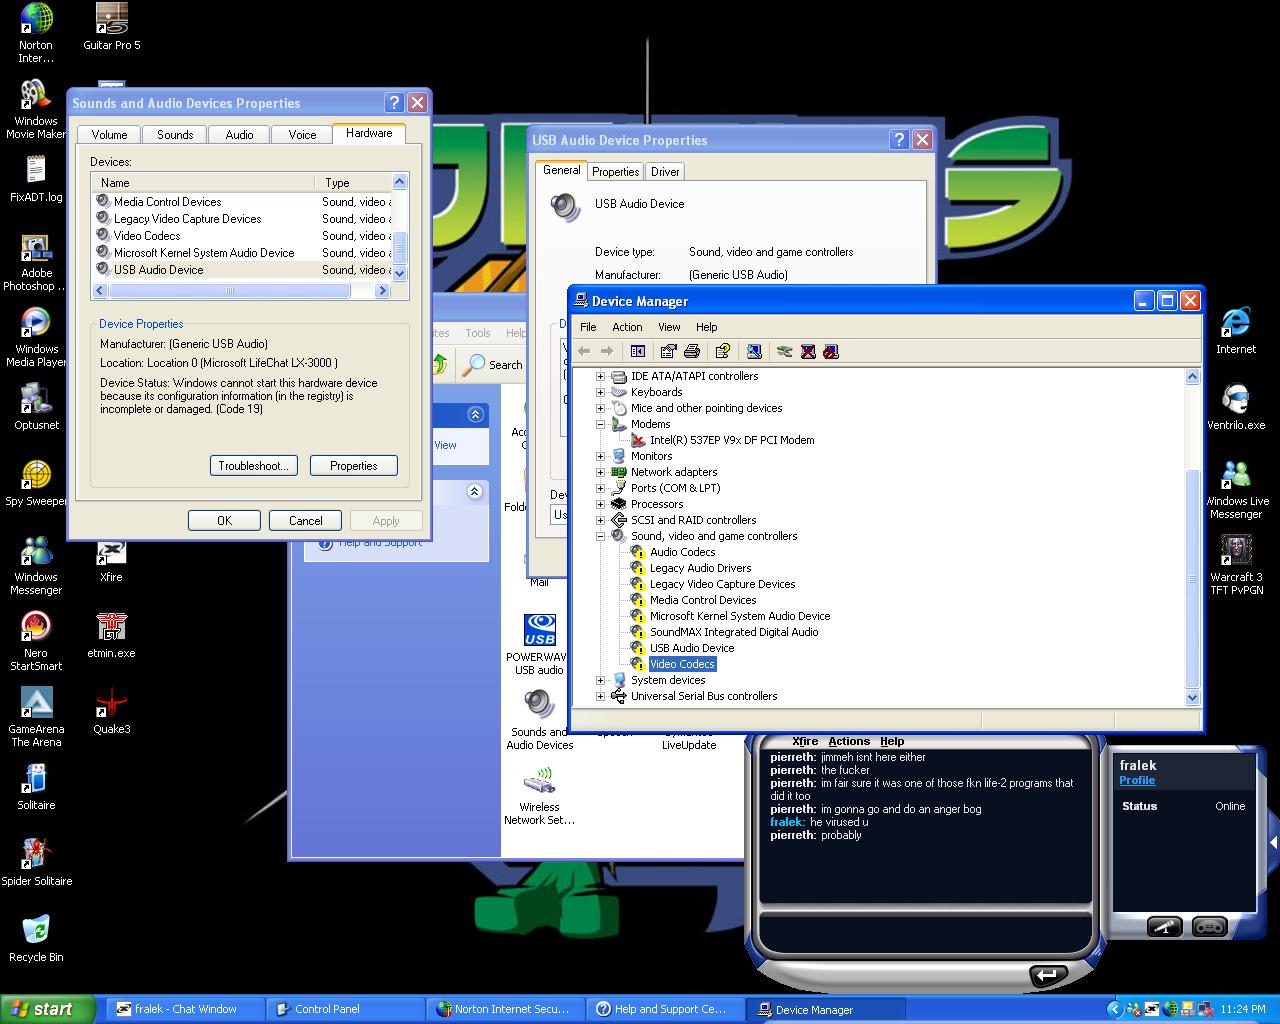 Norton
Inter...
Guitar Pro 5
Windows
Movie Maker
FixADT.log
Adobe
Photoshop ...
Windows
Media Player
Optusnet
Spy Sweeper
Windows
Messenger
Xfire
Nero
StartSmart
etmin.exe
GameArena
The Arena
Quake3
Solitaire
Spider Solitaire
Recycle Bin
Sounds and Audio Devices Properties
Volume
Sounds
Audio
Voice
Hardware
Devices:
Name
Type
Media Control Devices
Sound, video a
Legacy Video Capture Devices
Sound, video a
Video Codecs
Sound, video a
Microsoft Kernel System Audio Device
Sound, video a
USB Audio Device
Sound, video a
Device Properties
Manufacturer: (Generic USB Audio)
Location: Location 0 (Microsoft LifeChat LX-3000 )
Device Status: Windows cannot start this hardware device
because its configuration information (in the registry) is
incomplete or damaged. (Code 19)
Troubleshoot...
Properties
OK
Cancel
Apply
USB Audio Device Properties
General
Properties
Driver
USB Audio Device
Device type:
Sound, video and game controllers
Manufacturer:
(Generic USB Audio)
Tools
Help
Search
View
Help and Support
Mail
USB
POWERWAV
USB audio
Sounds and
Audio Devices
LiveUpdate
Wireless
Network Set...
Device Manager
File
Action
View
Help
IDE ATA/ATAPI controllers
Keyboards
Mice and other pointing devices
Modems
Intel(R) 537EP V9x DF PCI Modem
Monitors
Network adapters
Ports (COM & LPT)
Processors
SCSI and RAID controllers
Sound, video and game controllers
Audio Codecs
Legacy Audio Drivers
Legacy Video Capture Devices
Media Control Devices
Microsoft Kernel System Audio Device
SoundMAX Integrated Digital Audio
USB Audio Device
Video Codecs
System devices
Universal Serial Bus controllers
Internet
Ventrilo.exe
Windows Live
Messenger
Warcraft 3
TFT PvPGN
Xfire Actions Help
pierreth: jimmeh isnt here either
pierreth: the fucker
pierreth: im fair sure it was one of those fkn life-2 programs that
did it too
pierreth: im gonna go and do an anger bog
fralek: he virused u
pierreth: probably
fralek
Profile
Status
Online
start
fralek - Chat Window
Control Panel
Norton Internet Secu...
Help and Support Ce...
Device Manager
11:24 PM